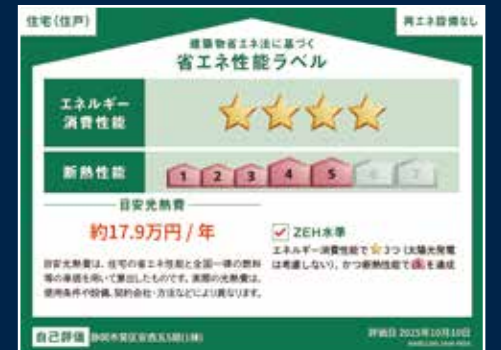 住宅(住戸)
再エネ設備なし
建築物省エネ法に基づく
省エネ性能ラベル
エネルギー
消費性能
断熱性能
1 2 3 4 5 6 7
目安光熱費
約17.9万円 / 年
目安光熱費は、住宅の省エネ性能と全国一律の燃料
等の単価を用いて算出したものです。実際の光熱費は、
使用条件や設備、契約会社・方法などにより異なります。
ZEH水準
エネルギー消費性能で 3つ (太陽光発電
は考慮しない)、かつ断熱性能で 5 を達成
自己評価
評価日 2025年10月10日